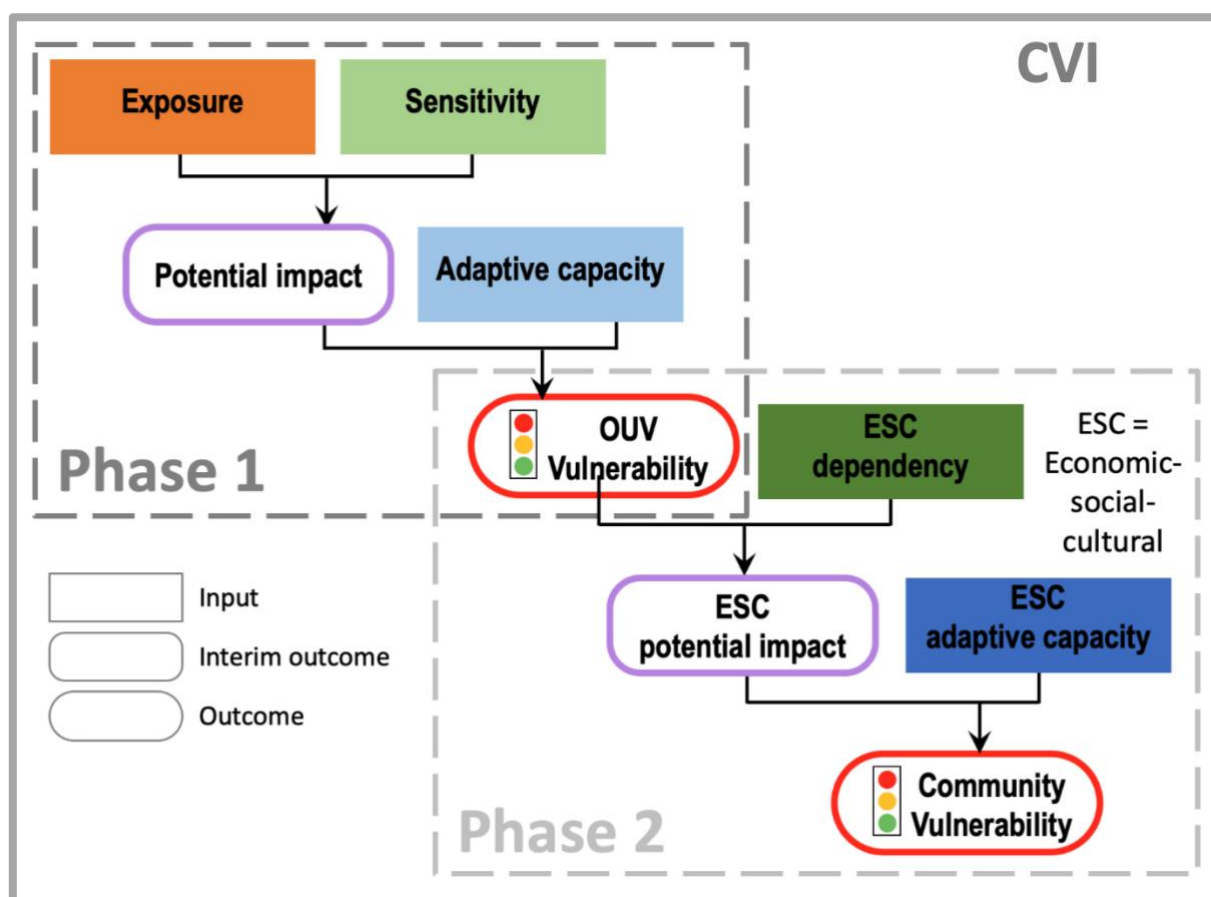 CVI
Exposure
Sensitivity
Potential impact
Adaptive capacity
Phase 1
OUV
Vulnerability
ESC
dependency
ESC =
Economic-
social-
cultural
Input
Interim outcome
Outcome
ESC
potential impact
ESC
adaptive capacity
Phase 2
Community
Vulnerability